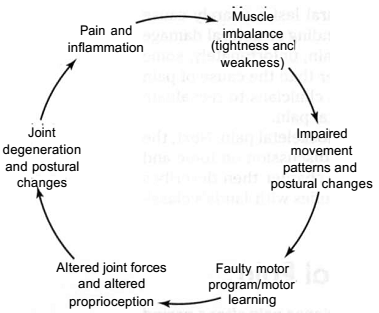 Muscle
imbalance
(tightness and
weakness)
Impaired
movement
patterns and
postural changes
Faulty motor
program/motor
learning
Altered joint forces
and altered
proprioception
Joint
degeneration
and postural
changes
Pain and
inflammation